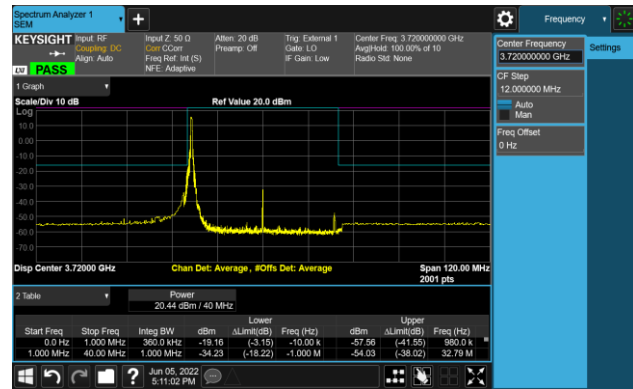 Spectrum Analyzer 1
SEM
Frequency
KEYSIGHT
Input: RF
Coupling: DC
Align: Auto
Input Z: 50 Ω
Corr CCorr
Freq Ref: Int (S)
NFE: Adaptive
Atten: 20 dB
Preamp: Off
Trig: External 1
Gate: LO
IF Gain: Low
Center Freq: 3.720000000 GHz
Avg|Hold: 100.00% of 10
Radio Std: None
LXI PASS
Center Frequency
3.720000000 GHz
Settings
CF Step
12.000000 MHz
Auto
Man
Freq Offset
0 Hz
1 Graph
Scale/Div 10 dB
Ref Value 20.0 dBm
Log
10.0
0.00
-10.0
-20.0
-30.0
-40.0
-50.0
-60.0
-70.0
Disp Center 3.72000 GHz
Chan Det: Average , #Offs Det: Average
Span 120.00 MHz
2001 pts
2 Table
Power
20.44 dBm / 40 MHz
Lower Upper
Start Freq Stop Freq Integ BW dBm ΔLimit(dB) Freq (Hz) dBm ΔLimit(dB) Freq (Hz)
0.0 Hz 1.000 MHz 360.0 kHz -19.16 (-3.15) -10.00 k -57.56 (-41.55) 980.0 k
1.000 MHz 40.00 MHz 1.000 MHz -34.23 (-18.22) -1.000 M -54.03 (-38.02) 32.79 M
?
Jun 05, 2022
5:11:02 PM